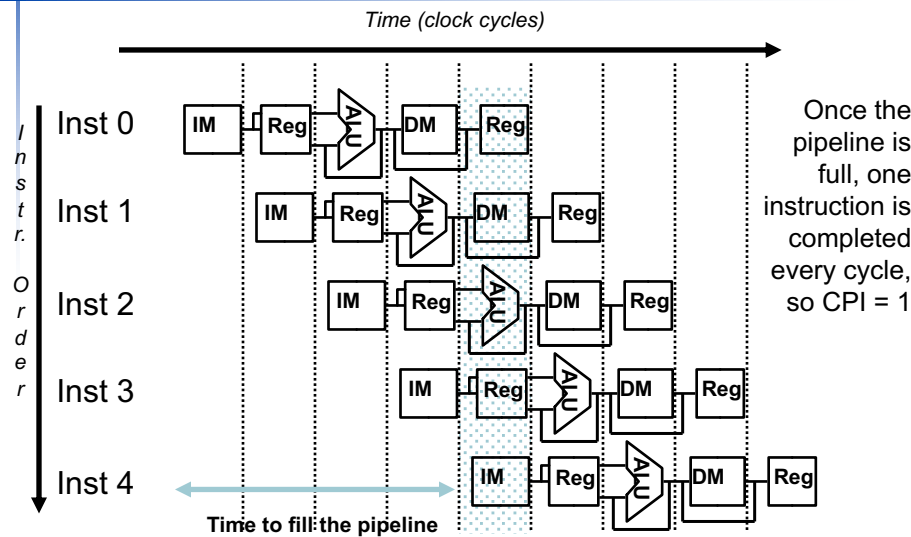 Time (clock cycles)
Instr. Order
Inst 0
IM Reg ALU DM Reg
Inst 1
IM Reg ALU DM Reg
Inst 2
IM Reg ALU DM Reg
Inst 3
IM Reg ALU DM Reg
Inst 4
IM Reg ALU DM Reg
Time to fill the pipeline
Once the
pipeline is
full, one
instruction is
completed
every cycle,
so CPI = 1